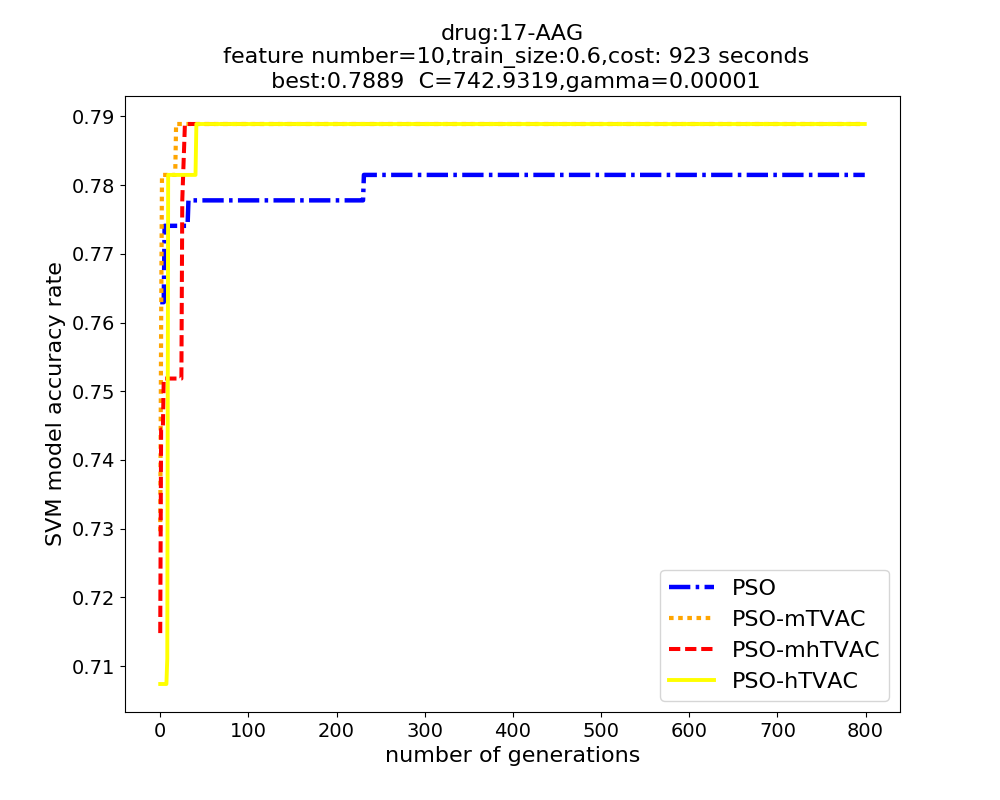 drug:17-AAG
feature number=10,train_size:0.6,cost: 923 seconds
best:0.7889  C=742.9319,gamma=0.00001
0.79
0.78
0.77
0.76
0.75
0.74
0.73
0.72
0.71
SVM model accuracy rate
0 100 200 300 400 500 600 700 800
number of generations
PSO
PSO-mTVAC
PSO-mhTVAC
PSO-hTVAC